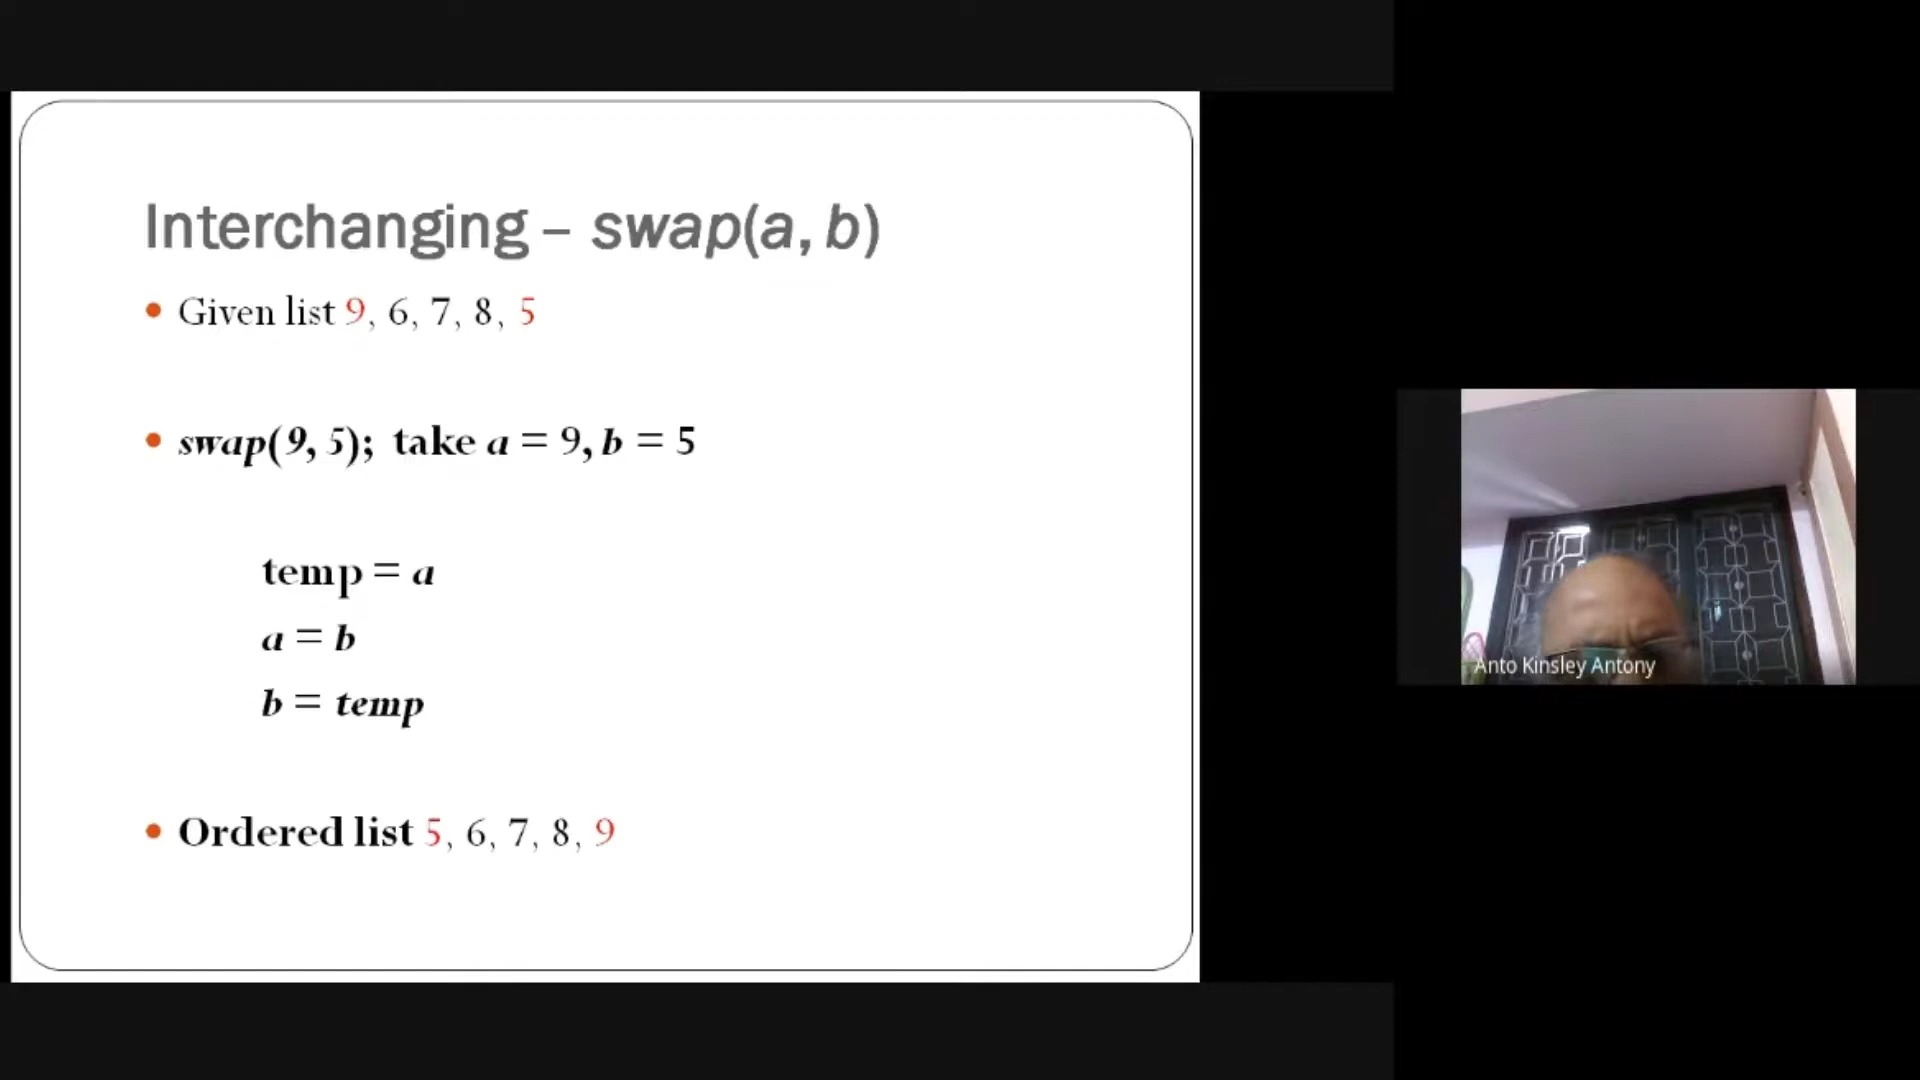 Interchanging – swap(a, b)
• Given list 9, 6, 7, 8, 5
• swap(9, 5); take a = 9, b = 5
temp = a
a = b
b = temp
• Ordered list 5, 6, 7, 8, 9
Anto Kinsley Antony